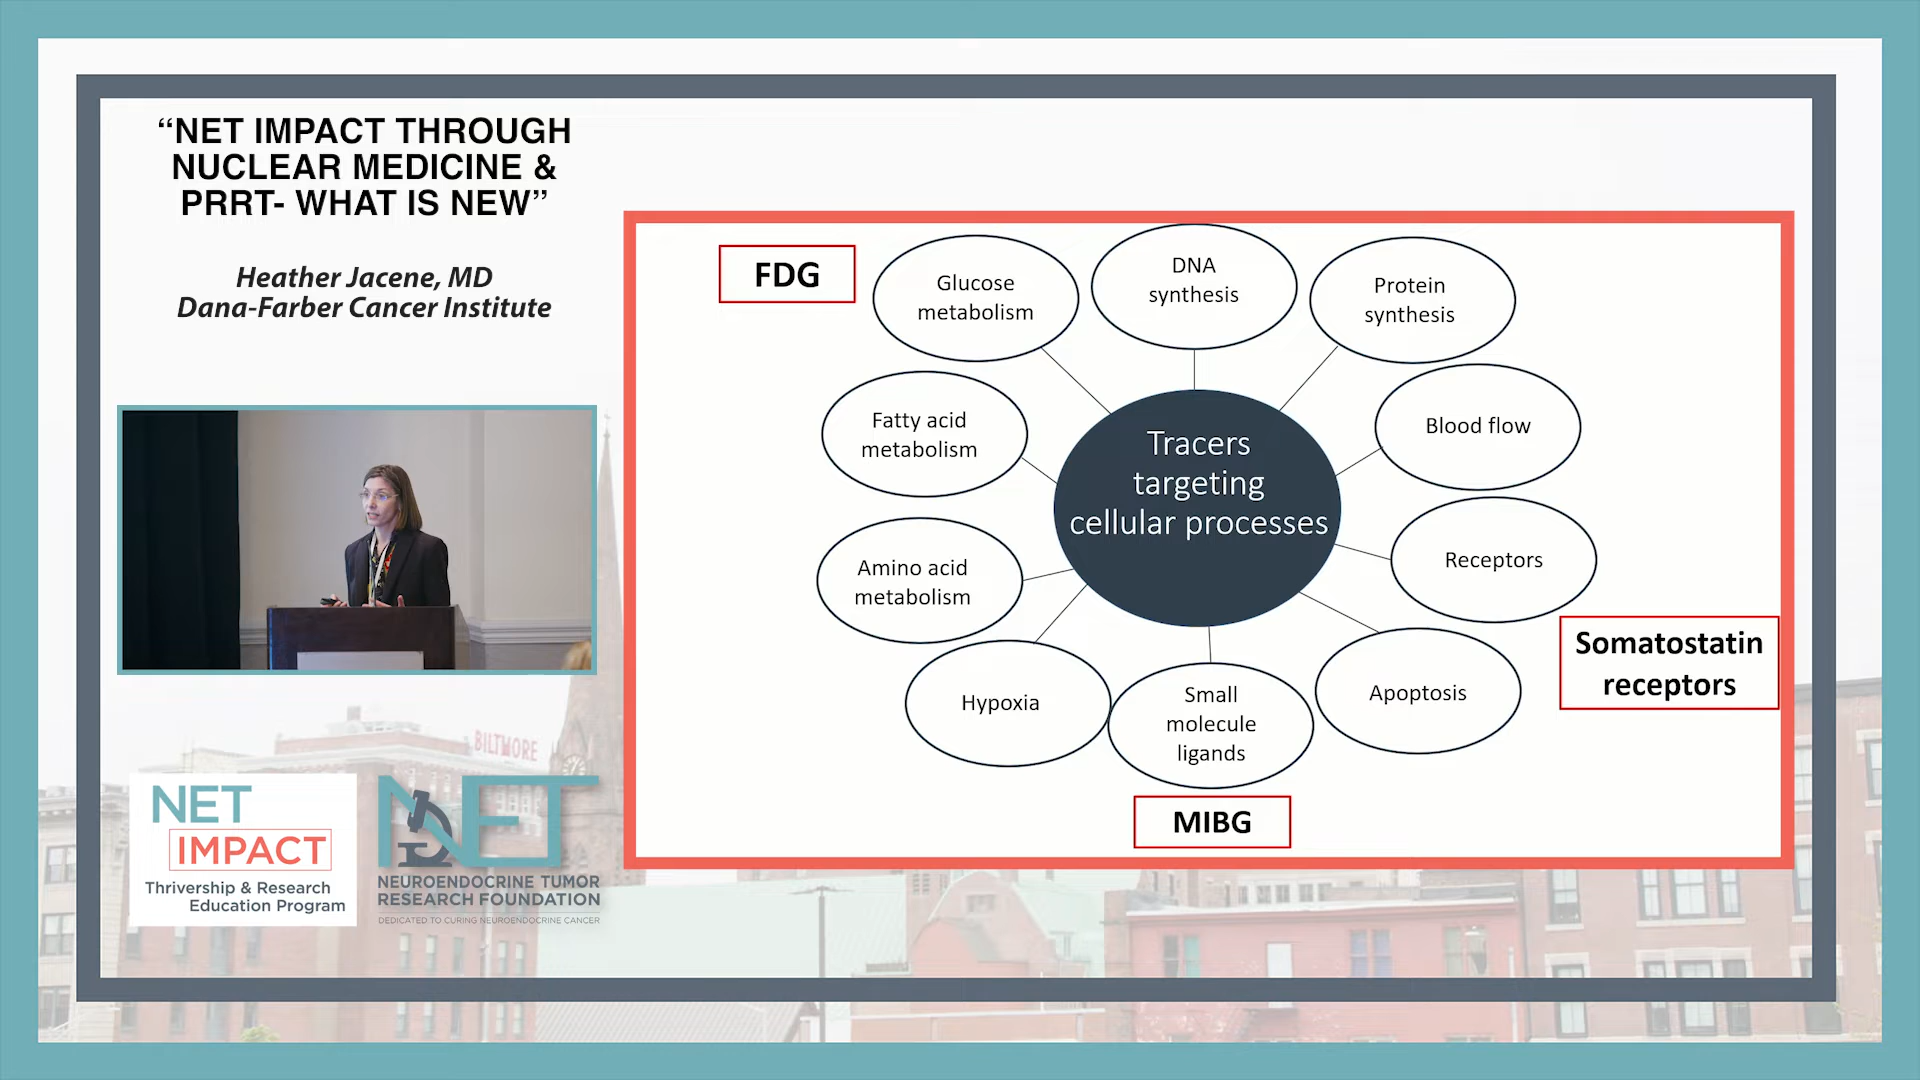 “NET IMPACT THROUGH
NUCLEAR MEDICINE &
PRRT- WHAT IS NEW”
Heather Jacene, MD
Dana-Farber Cancer Institute
FDG
Glucose
metabolism
DNA
synthesis
Protein
synthesis
Fatty acid
metabolism
Tracers
targeting
cellular processes
Blood flow
Amino acid
metabolism
Receptors
Somatostatin
receptors
Hypoxia
Small
molecule
ligands
Apoptosis
MIBG
BILTMORE
NET
IMPACT
Thrivership & Research
Education Program
NET
NEUROENDOCRINE TUMOR
RESEARCH FOUNDATION
DEDICATED TO CURING NEUROENDOCRINE CANCER